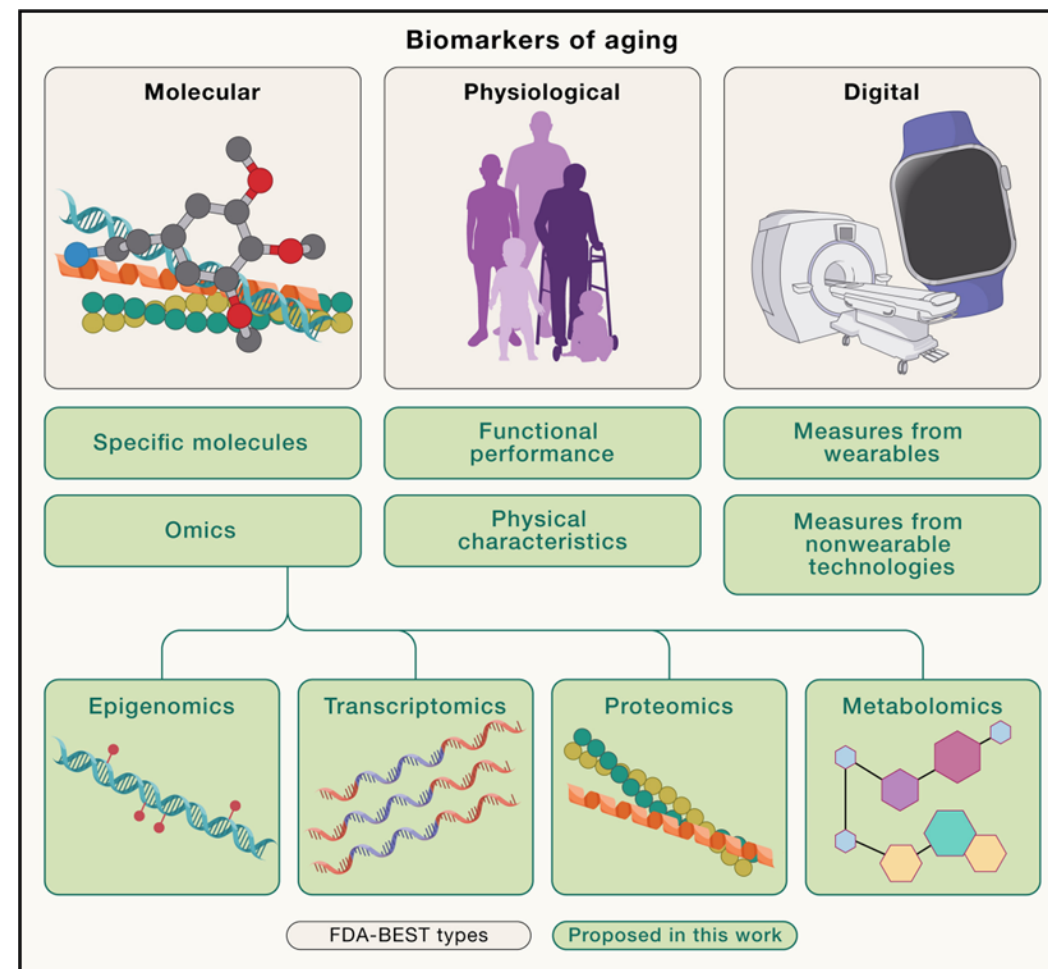 Biomarkers of aging
Molecular
Physiological
Digital
Specific molecules
Functional
performance
Measures from
wearables
Omics
Physical
characteristics
Measures from
nonwearable
technologies
Epigenomics
Transcriptomics
Proteomics
Metabolomics
FDA-BEST types
Proposed in this work